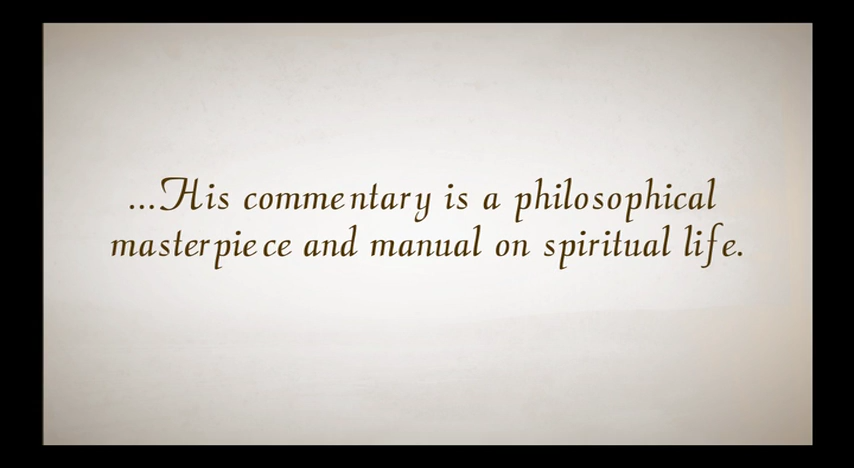 ...His commentary is a philosophical
masterpiece and manual on spiritual life.